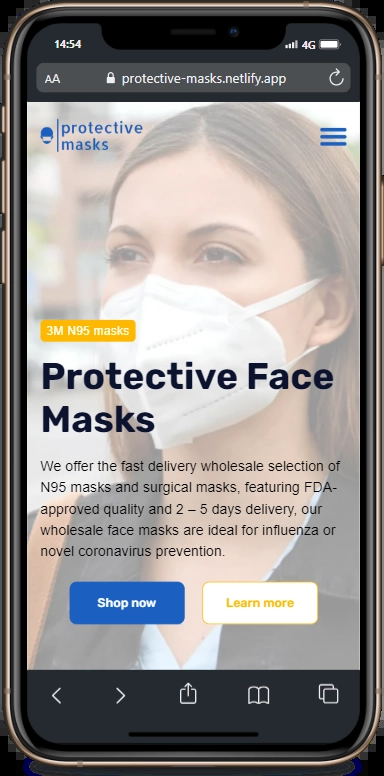 14:54
4G
AA
protective-masks.netlify.app
protective
masks
3M N95 masks
Protective Face
Masks
We offer the fast delivery wholesale selection of
N95 masks and surgical masks, featuring FDA-
approved quality and 2 – 5 days delivery, our
wholesale face masks are ideal for influenza or
novel coronavirus prevention.
Shop now
Learn more